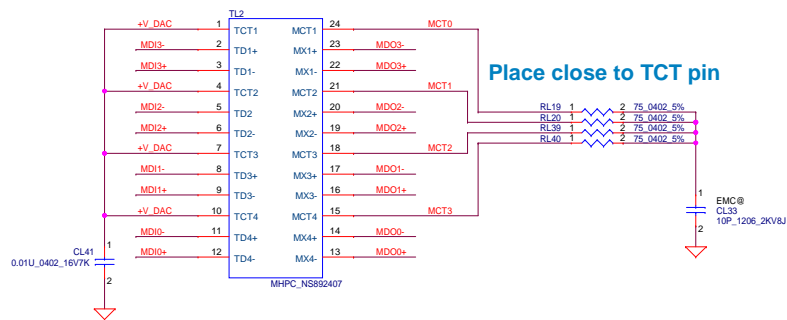 TL2
+V_DAC 1 TCT1 MCT1 24 MCT0
MDI3- 2 TD1+ MX1+ 23 MDO3-
MDI3+ 3 TD1- MX1- 22 MDO3+
+V_DAC 4 TCT2 MCT2 21 MCT1
MDI2- 5 TD2 MX2+ 20 MDO2-
MDI2+ 6 TD2- MX2- 19 MDO2+
+V_DAC 7 TCT3 MCT3 18 MCT2
MDI1- 8 TD3+ MX3+ 17 MDO1-
MDI1+ 9 TD3- MX3- 16 MDO1+
+V_DAC 10 TCT4 MCT4 15 MCT3
MDI0- 11 TD4+ MX4+ 14 MDO0-
MDI0+ 12 TD4- MX4- 13 MDO0+
MHPC_NS892407
CL41 1
0.01U_0402_16V7K
2
Place close to TCT pin
RL19 1 2 75_0402_5%
RL20 1 2 75_0402_5%
RL39 1 2 75_0402_5%
RL40 1 2 75_0402_5%
1 EMC@
CL33
10P_1206_2KV8J
2